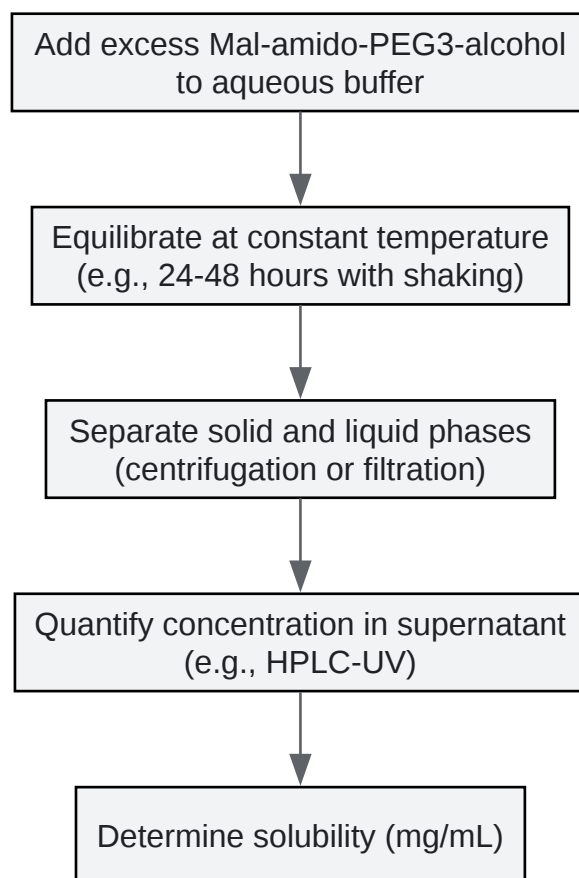 Add excess Mal-amido-PEG3-alcohol
to aqueous buffer
Equilibrate at constant temperature
(e.g., 24-48 hours with shaking)
Separate solid and liquid phases
(centrifugation or filtration)
Quantify concentration in supernatant
(e.g., HPLC-UV)
Determine solubility (mg/mL)